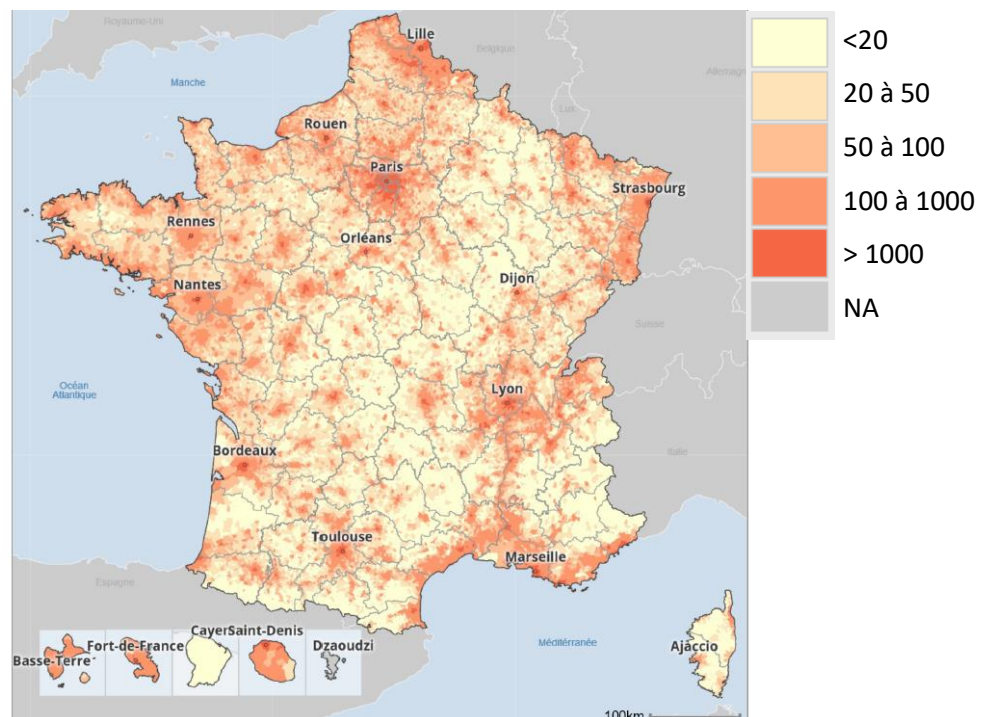 Royaume-Uni
Lille
Belgique
Allemagne
Manche
Lux
Rouen
Paris
Strasbourg
Rennes
Orléans
Dijon
Nantes
Suisse
Océan
Atlantique
Lyon
Bordeaux
Italie
Toulouse
Marseille
Espagne
Basse-Terre
Fort-de-France
Cayen
Saint-Denis
Dzaoudzi
Méditérranée
Ajaccio
100km
<20
20 à 50
50 à 100
100 à 1000
> 1000
NA